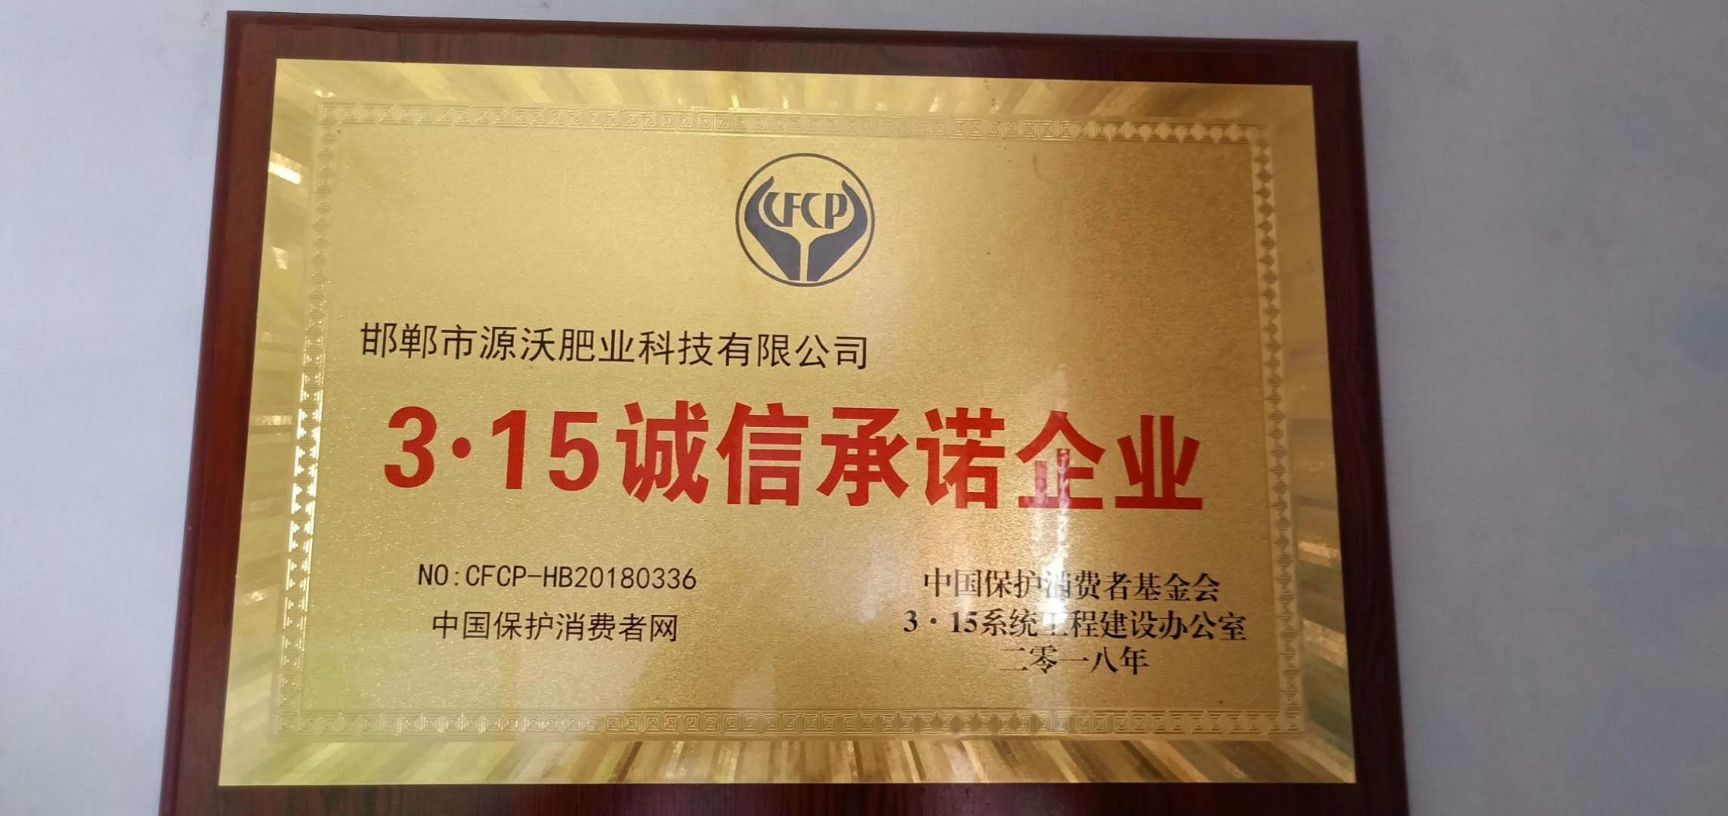 CFCP
邯郸市源沃肥业科技有限公司
3·15诚信承诺企业
NO:CFCP-HB20180336
中国保护消费者网
中国保护消费者基金会
3·15系统工程建设办公室
二零一八年